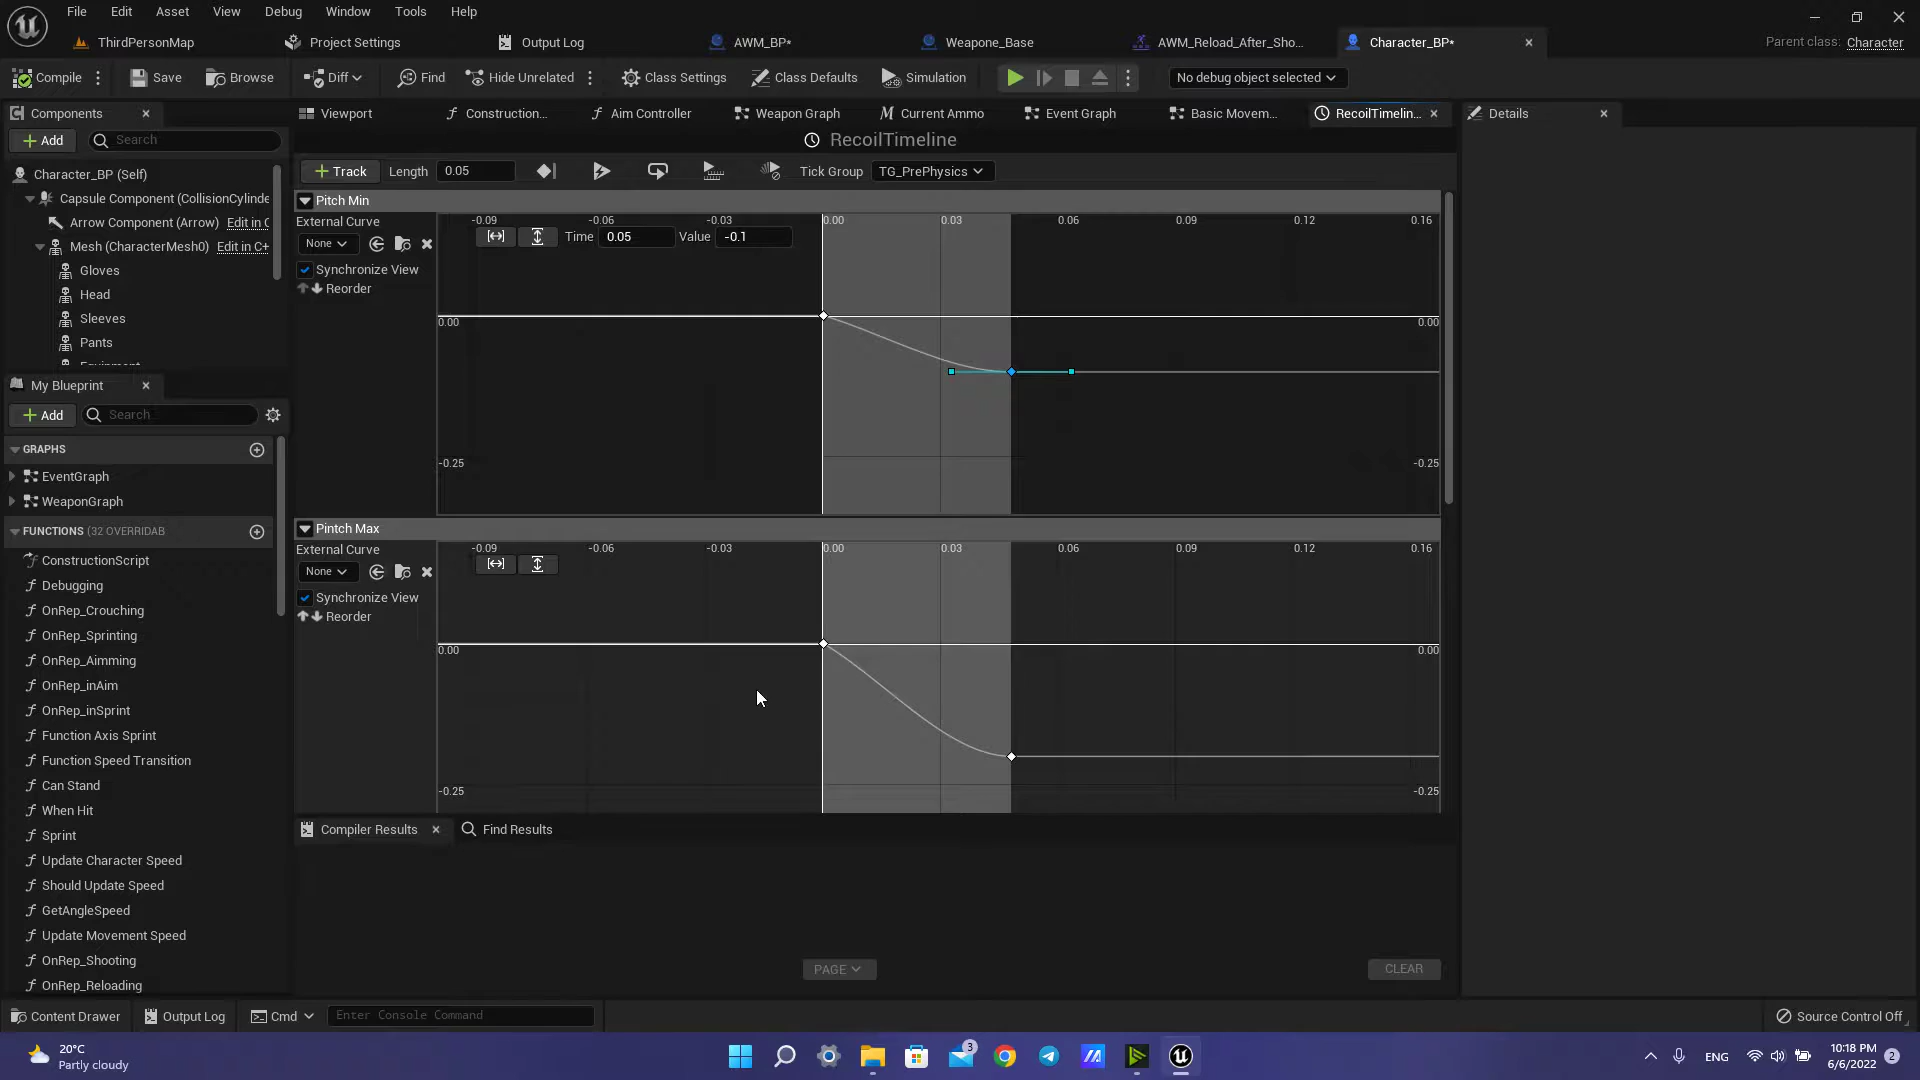 File Edit Asset View Debug Window Tools Help
ThirdPersonMap Project Settings Output Log AWM_BP* Weapone_Base AWM_Reload_After_Sho... Character_BP* Parent class: Character
Compile Save Browse Diff Find Hide Unrelated Class Settings Class Defaults Simulation No debug object selected
Components Viewport Construction... Aim Controller Weapon Graph Current Ammo Event Graph Basic Movem... RecoilTimelin... Details
Add Search RecoilTimeline
Track Length 0.05 Tick Group TG_PrePhysics
Character_BP (Self)
Capsule Component (CollisionCylinde
Arrow Component (Arrow) Edit in C
Mesh (CharacterMesh0) Edit in C+
Gloves
Head
Sleeves
Pants
Equipment
Pitch Min
External Curve -0.09 -0.06 -0.03 0.00 0.03 0.06 0.09 0.12 0.16
None Time 0.05 Value -0.1
Synchronize View
Reorder
0.00 0.00
-0.25 -0.25
Pintch Max
External Curve -0.09 -0.06 -0.03 0.00 0.03 0.06 0.09 0.12 0.16
None
Synchronize View
Reorder
0.00 0.00
-0.25 -0.25
My Blueprint
Add Search
GRAPHS
EventGraph
WeaponGraph
FUNCTIONS (32 OVERRIDAB
ConstructionScript
Debugging
OnRep_Crouching
OnRep_Sprinting
OnRep_Aimming
OnRep_inAim
OnRep_inSprint
Function Axis Sprint
Function Speed Transition
Can Stand
When Hit
Sprint
Update Character Speed
Should Update Speed
GetAngleSpeed
Update Movement Speed
OnRep_Shooting
OnRep_Reloading
Compiler Results Find Results
PAGE CLEAR
Content Drawer Output Log Cmd Enter Console Command Source Control Off
20°C
Partly cloudy
3
ENG
10:18 PM
6/6/2022
2